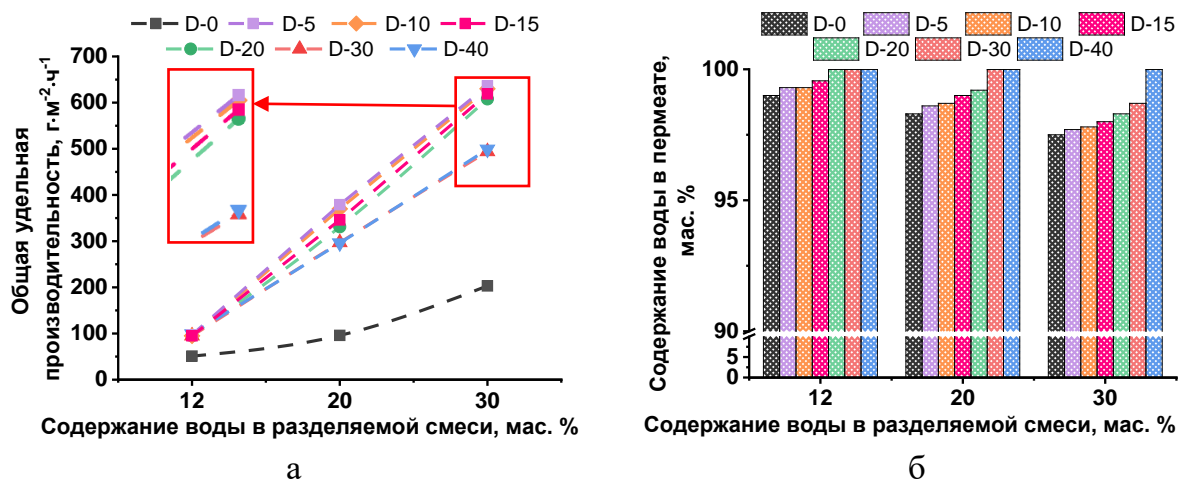 D-0 D-5 D-10 D-15
D-20 D-30 D-40
Общая удельная
производительность, г·м⁻²·ч⁻¹
700
600
500
400
300
200
100
0
12 20 30
Содержание воды в разделяемой смеси, мас. %
а
D-0 D-5 D-10 D-15
D-20 D-30 D-40
Содержание воды в пермеате,
мас. %
100
95
90
5
0
12 20 30
Содержание воды в разделяемой смеси, мас. %
б